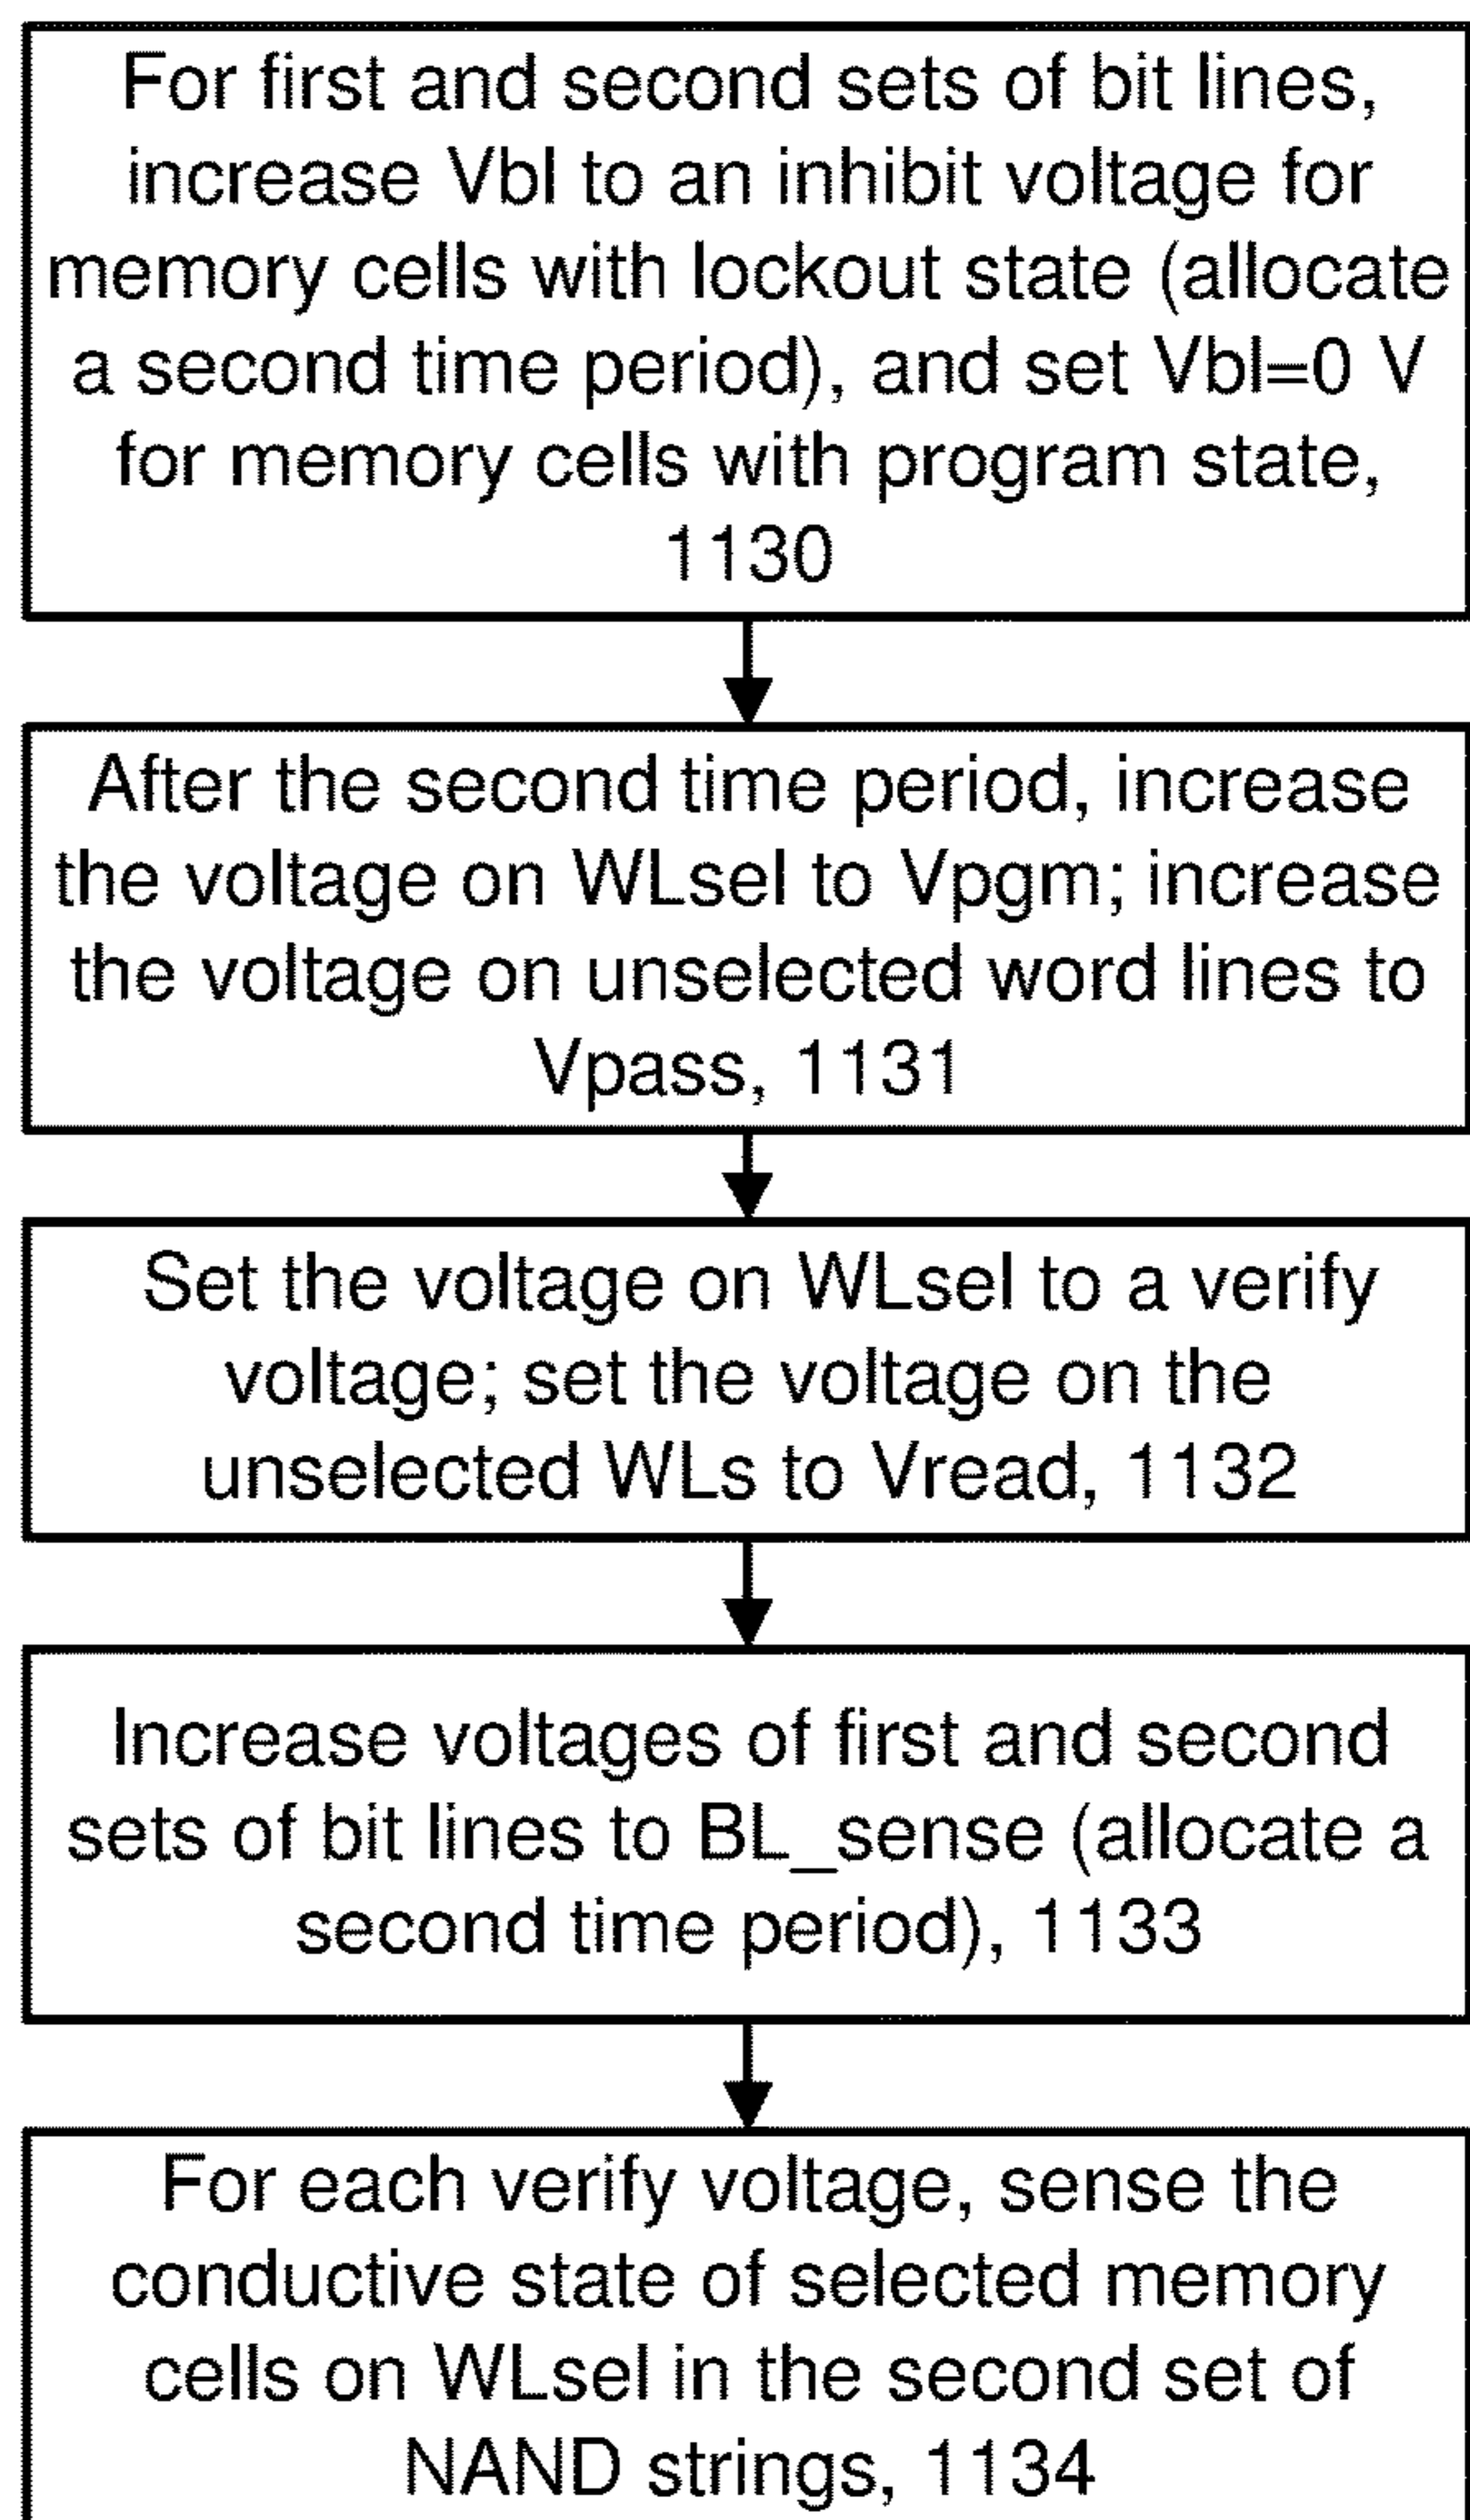 For first and second sets of bit lines,
increase Vbl to an inhibit voltage for
memory cells with lockout state (allocate
a second time period), and set Vbl=0 V
for memory cells with program state,
1130
After the second time period, increase
the voltage on WLsel to Vpgm; increase
the voltage on unselected word lines to
Vpass, 1131
Set the voltage on WLsel to a verify
voltage; set the voltage on the
unselected WLs to Vread, 1132
Increase voltages of first and second
sets of bit lines to BL_sense (allocate a
second time period), 1133
For each verify voltage, sense the
conductive state of selected memory
cells on WLsel in the second set of
NAND strings, 1134